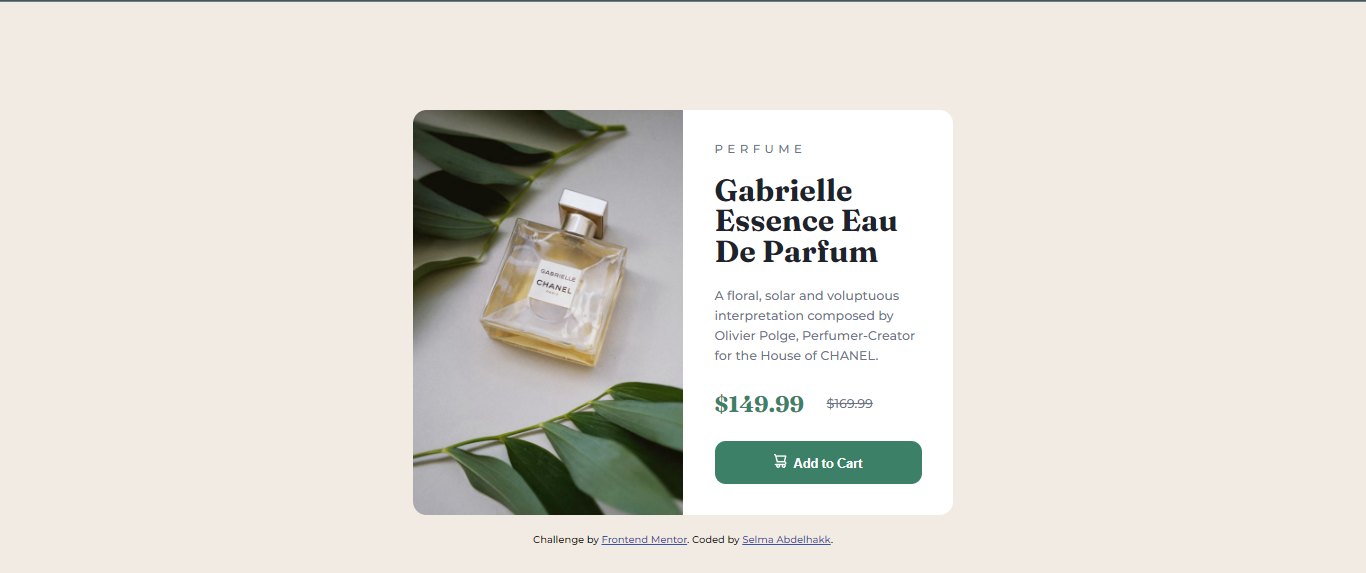 PERFUME
Gabrielle
Essence Eau
De Parfum
A floral, solar and voluptuous
interpretation composed by
Olivier Polge, Perfumer-Creator
for the House of CHANEL.
$149.99 $169.99
Add to Cart
GABRIELLE
CHANEL
PARIS
Challenge by Frontend Mentor. Coded by Selma Abdelhakk.